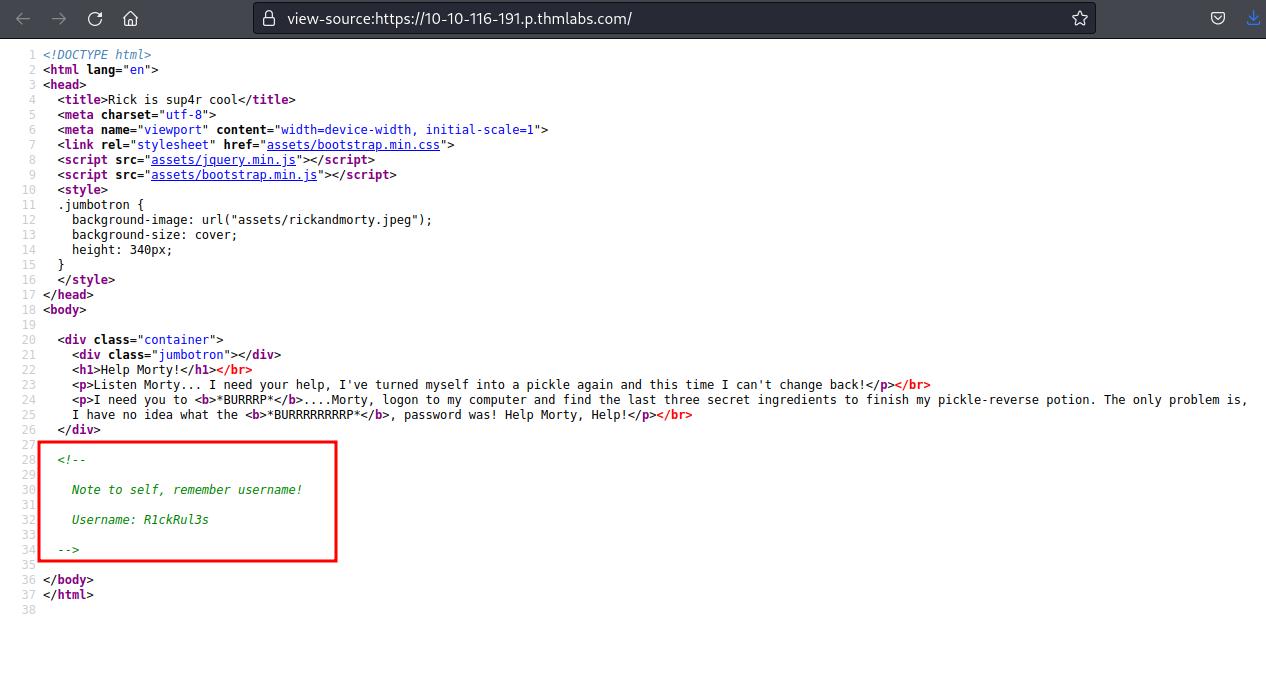 view-source:https://10-10-116-191.p.thmlabs.com/
1 <!DOCTYPE html>
2 <html lang="en">
3 <head>
4   <title>Rick is sup4r cool</title>
5   <meta charset="utf-8">
6   <meta name="viewport" content="width=device-width, initial-scale=1">
7   <link rel="stylesheet" href="assets/bootstrap.min.css">
8   <script src="assets/jquery.min.js"></script>
9   <script src="assets/bootstrap.min.js"></script>
10   <style>
11   .jumbotron {
12     background-image: url("assets/rickandmorty.jpeg");
13     background-size: cover;
14     height: 340px;
15   }
16   </style>
17 </head>
18 <body>
19
20   <div class="container">
21     <div class="jumbotron"></div>
22     <h1>Help Morty!</h1></br>
23     <p>Listen Morty... I need your help, I've turned myself into a pickle again and this time I can't change back!</p></br>
24     <p>I need you to <b>*BURRRP*</b>....Morty, logon to my computer and find the last three secret ingredients to finish my pickle-reverse potion. The only problem is,
25     I have no idea what the <b>*BURRRRRRRRP*</b>, password was! Help Morty, Help!</p></br>
26   </div>
27
28   <!--
29
30     Note to self, remember username!
31
32     Username: R1ckRul3s
33
34   -->
35
36 </body>
37 </html>
38